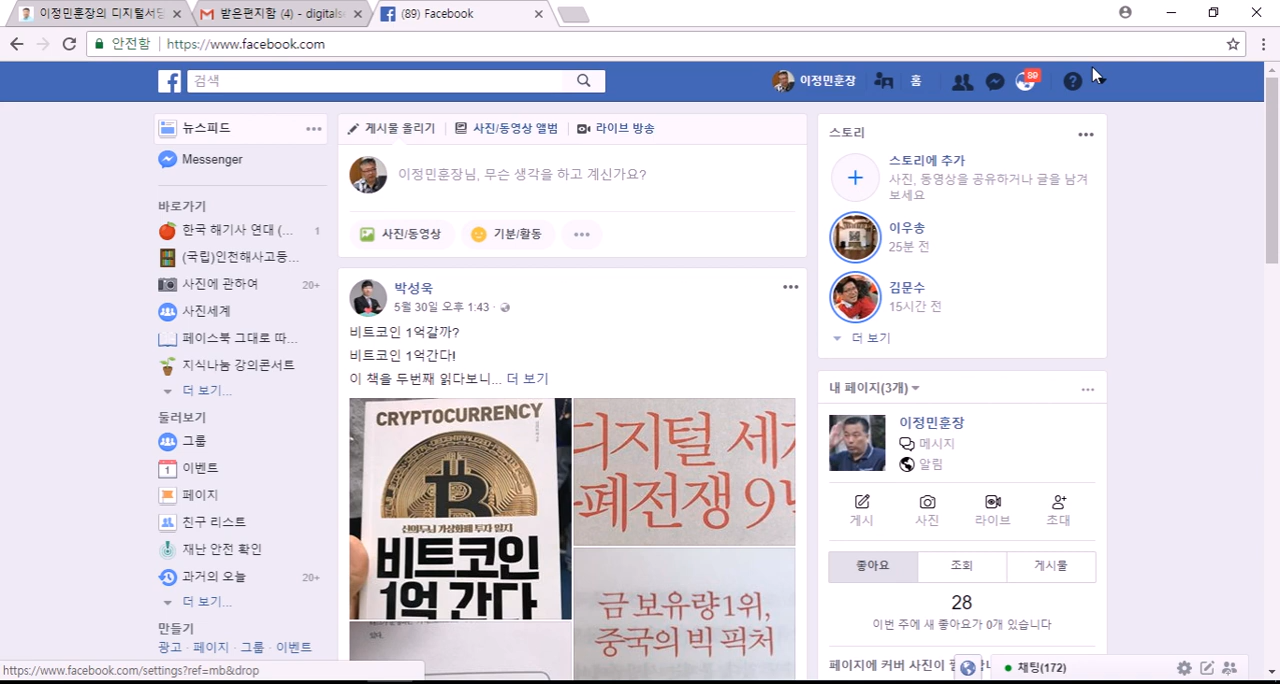 이정민훈장의 디지털서당
받은편지함 (4) - digitalse
(89) Facebook
안전함 https://www.facebook.com
검색
이정민훈장
홈
89
뉴스피드
Messenger
바로가기
한국 해기사 연대 (... 1
(국립)인천해사고등...
사진에 관하여 20+
사진세계
페이스북 그대로 따...
지식나눔 강의콘서트
더 보기...
둘러보기
그룹
이벤트
페이지
친구 리스트
재난 안전 확인
과거의 오늘 20+
더 보기...
만들기
광고 · 페이지 · 그룹 · 이벤트
https://www.facebook.com/settings?ref=mb&drop
게시물 올리기 사진/동영상 앨범 라이브 방송
이정민훈장님, 무슨 생각을 하고 계신가요?
사진/동영상 기분/활동
박성욱
5월 30일 오후 1:43 ·
비트코인 1억갈까?
비트코인 1억간다!
이 책을 두번째 읽다보니... 더 보기
CRYPTOCURRENCY
비트코인
1억 간다
디지털 세
폐전쟁 9
금 보유량 1위,
중국의 빅 픽처
스토리
스토리에 추가
사진, 동영상을 공유하거나 글을 남겨
보세요
이우송
25분 전
김문수
15시간 전
더 보기
내 페이지(3개)
이정민훈장
메시지
알림
게시 사진 라이브 초대
좋아요 조회 게시물
28
이번 주에 새 좋아요가 0개 있습니다
페이지에 커버 사진이
채팅(172)